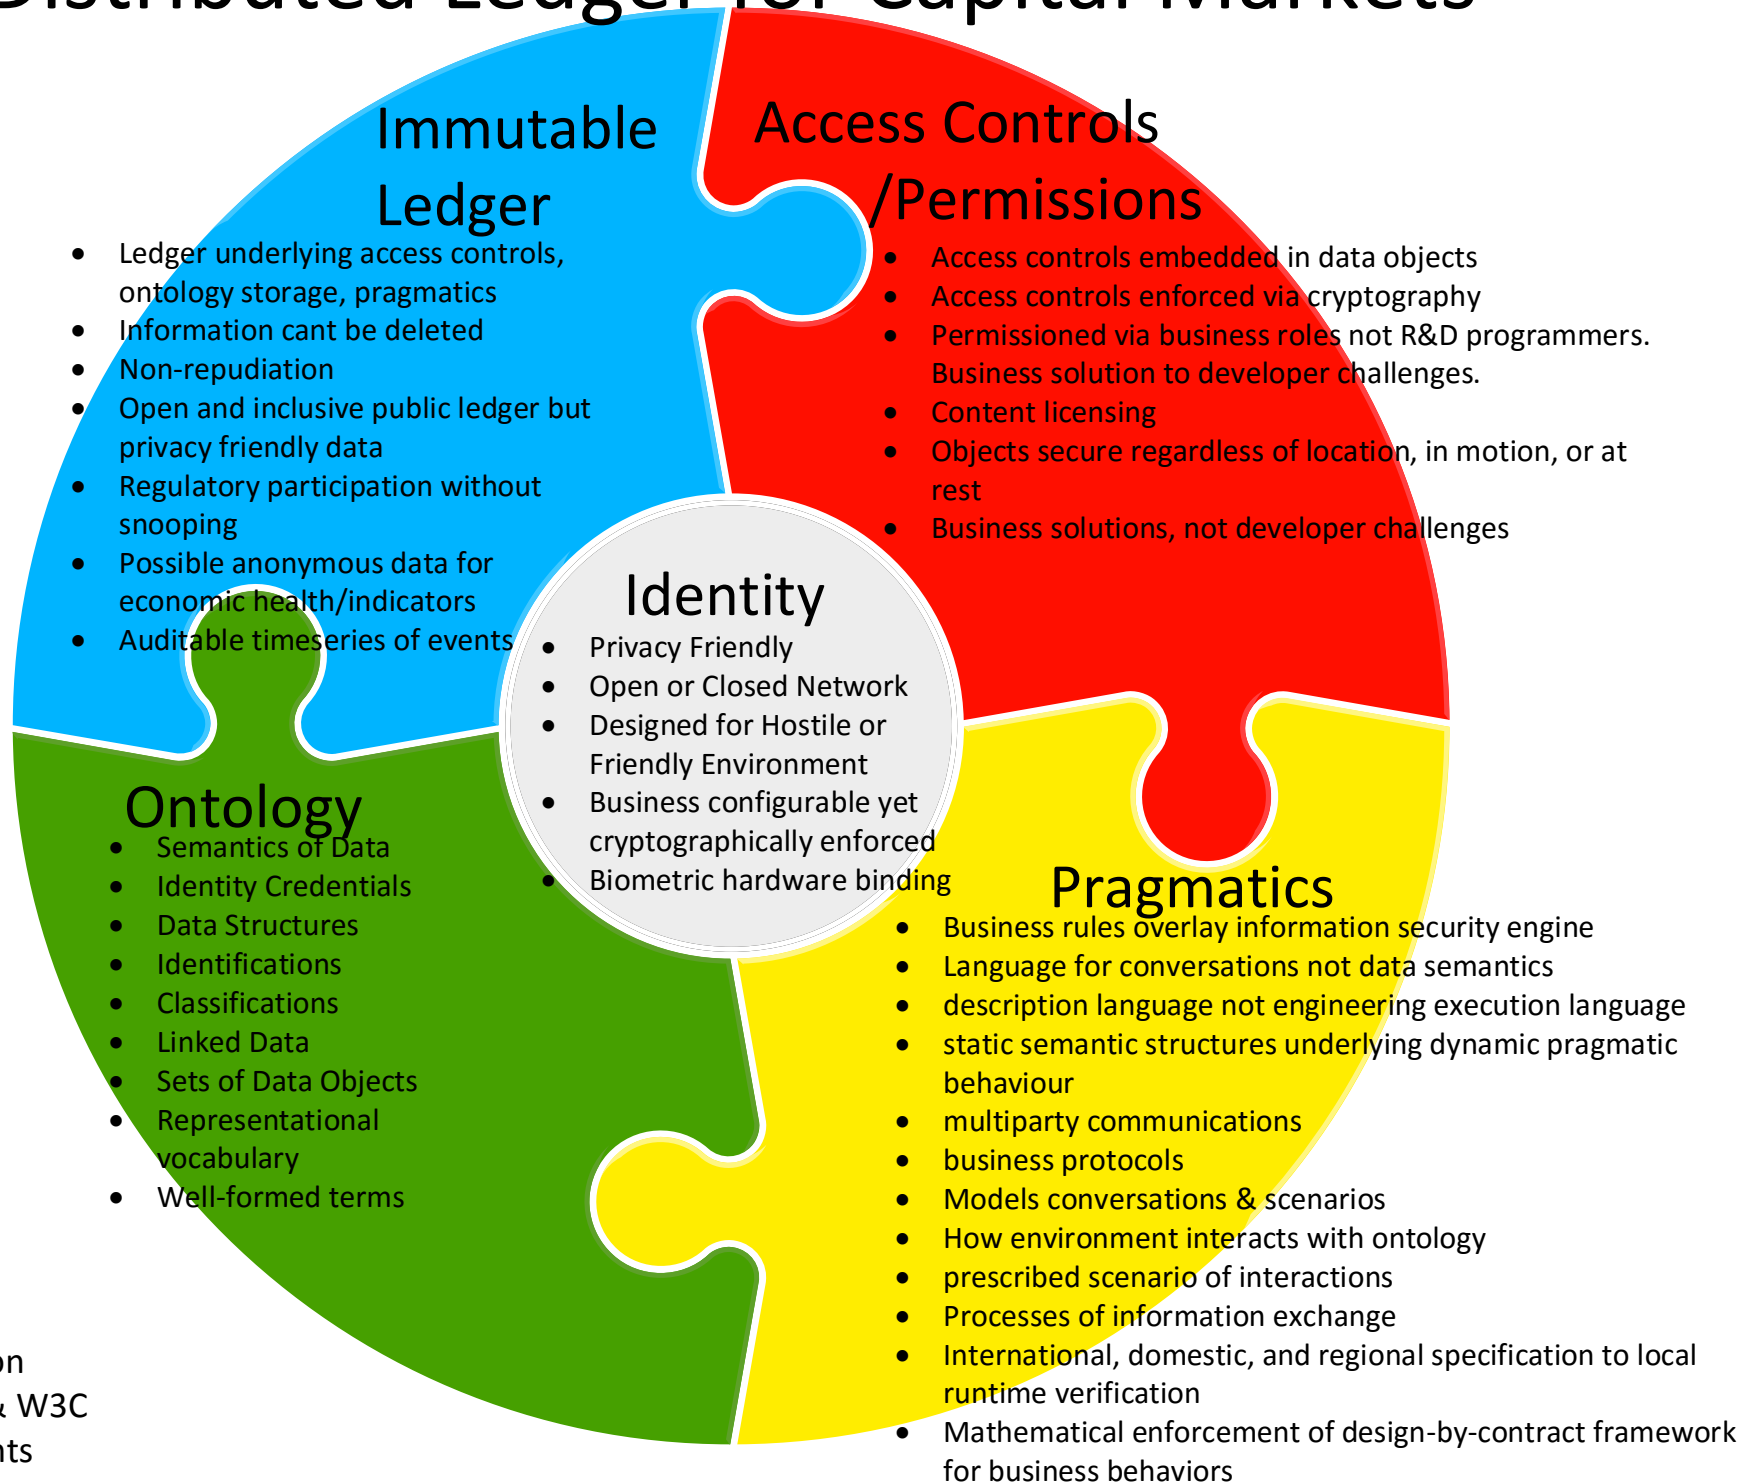 Distributed Ledger for Capital Markets
Immutable
Ledger
• Ledger underlying access controls,
ontology storage, pragmatics
• Information cant be deleted
• Non-repudiation
• Open and inclusive public ledger but
privacy friendly data
• Regulatory participation without
snooping
• Possible anonymous data for
economic health/indicators
• Auditable timeseries of events
Access Controls
/Permissions
• Access controls embedded in data objects
• Access controls enforced via cryptography
• Permissioned via business roles not R&D programmers.
Business solution to developer challenges.
• Content licensing
• Objects secure regardless of location, in motion, or at
rest
• Business solutions, not developer challenges
Identity
• Privacy Friendly
• Open or Closed Network
• Designed for Hostile or
Friendly Environment
• Business configurable yet
cryptographically enforced
• Biometric hardware binding
Ontology
• Semantics of Data
• Identity Credentials
• Data Structures
• Identifications
• Classifications
• Linked Data
• Sets of Data Objects
• Representational
vocabulary
• Well-formed terms
Pragmatics
• Business rules overlay information security engine
• Language for conversations not data semantics
• description language not engineering execution language
• static semantic structures underlying dynamic pragmatic
behaviour
• multiparty communications
• business protocols
• Models conversations & scenarios
• How environment interacts with ontology
• prescribed scenario of interactions
• Processes of information exchange
• International, domestic, and regional specification to local
runtime verification
• Mathematical enforcement of design-by-contract framework
for business behaviors
& W3C